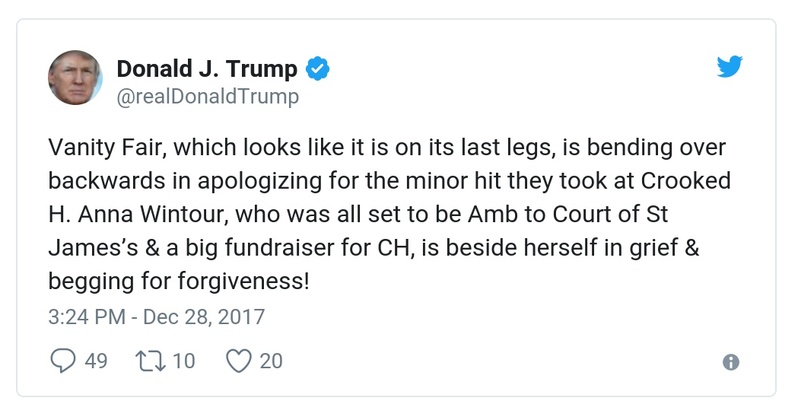 Donald J. Trump
@realDonaldTrump
Vanity Fair, which looks like it is on its last legs, is bending over
backwards in apologizing for the minor hit they took at Crooked
H. Anna Wintour, who was all set to be Amb to Court of St
James’s & a big fundraiser for CH, is beside herself in grief &
begging for forgiveness!
3:24 PM - Dec 28, 2017
49 10 20